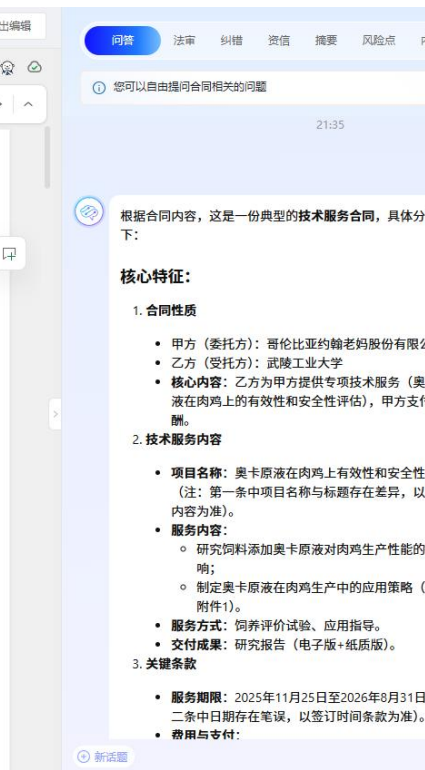 出编辑
问答 法审 纠错 资信 摘要 风险点
您可以自由提问合同相关的问题
21:35
根据合同内容，这是一份典型的技术服务合同，具体分
下：
核心特征：
1. 合同性质
• 甲方（委托方）：哥伦比亚约翰老妈股份有限公
• 乙方（受托方）：武陵工业大学
• 核心内容：乙方为甲方提供专项技术服务（奥
液在肉鸡上的有效性和安全性评估），甲方支付
酬。
2. 技术服务内容
• 项目名称：奥卡原液在肉鸡上有效性和安全性
（注：第一条中项目名称与标题存在差异，以
内容为准）。
• 服务内容：
○ 研究饲料添加奥卡原液对肉鸡生产性能的
响；
○ 制定奥卡原液在肉鸡生产中的应用策略（
附件1）。
• 服务方式：饲养评价试验、应用指导。
• 交付成果：研究报告（电子版+纸质版）。
3. 关键条款
• 服务期限：2025年11月25日至2026年8月31日
二条中日期存在笔误，以签订时间条款为准）。
• 费用与支付：
新话题